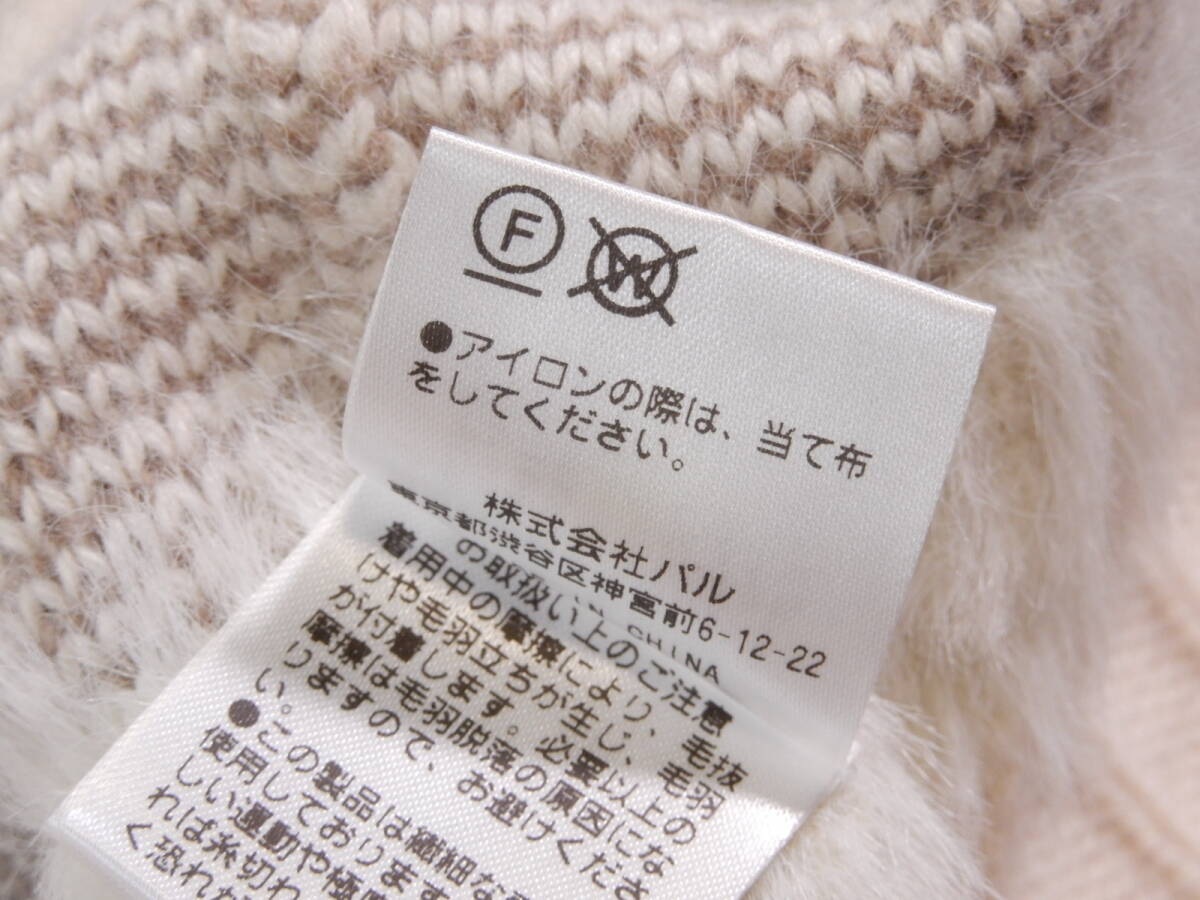 F W
●アイロンの際は、当て布
をしてください。
株式会社パル
東京都渋谷区神宮前6-12-22
CHINA
の取扱い上のご注意
着用中の摩擦により、毛抜
けや毛羽立ちが生じ、毛羽
が付着します。必要以上の
摩擦は毛羽脱落の原因にな
りますので、お避けくださ
い。
●この製品は繊細な
使用しております
しい運動や極
れば糸切れ
く恐れ